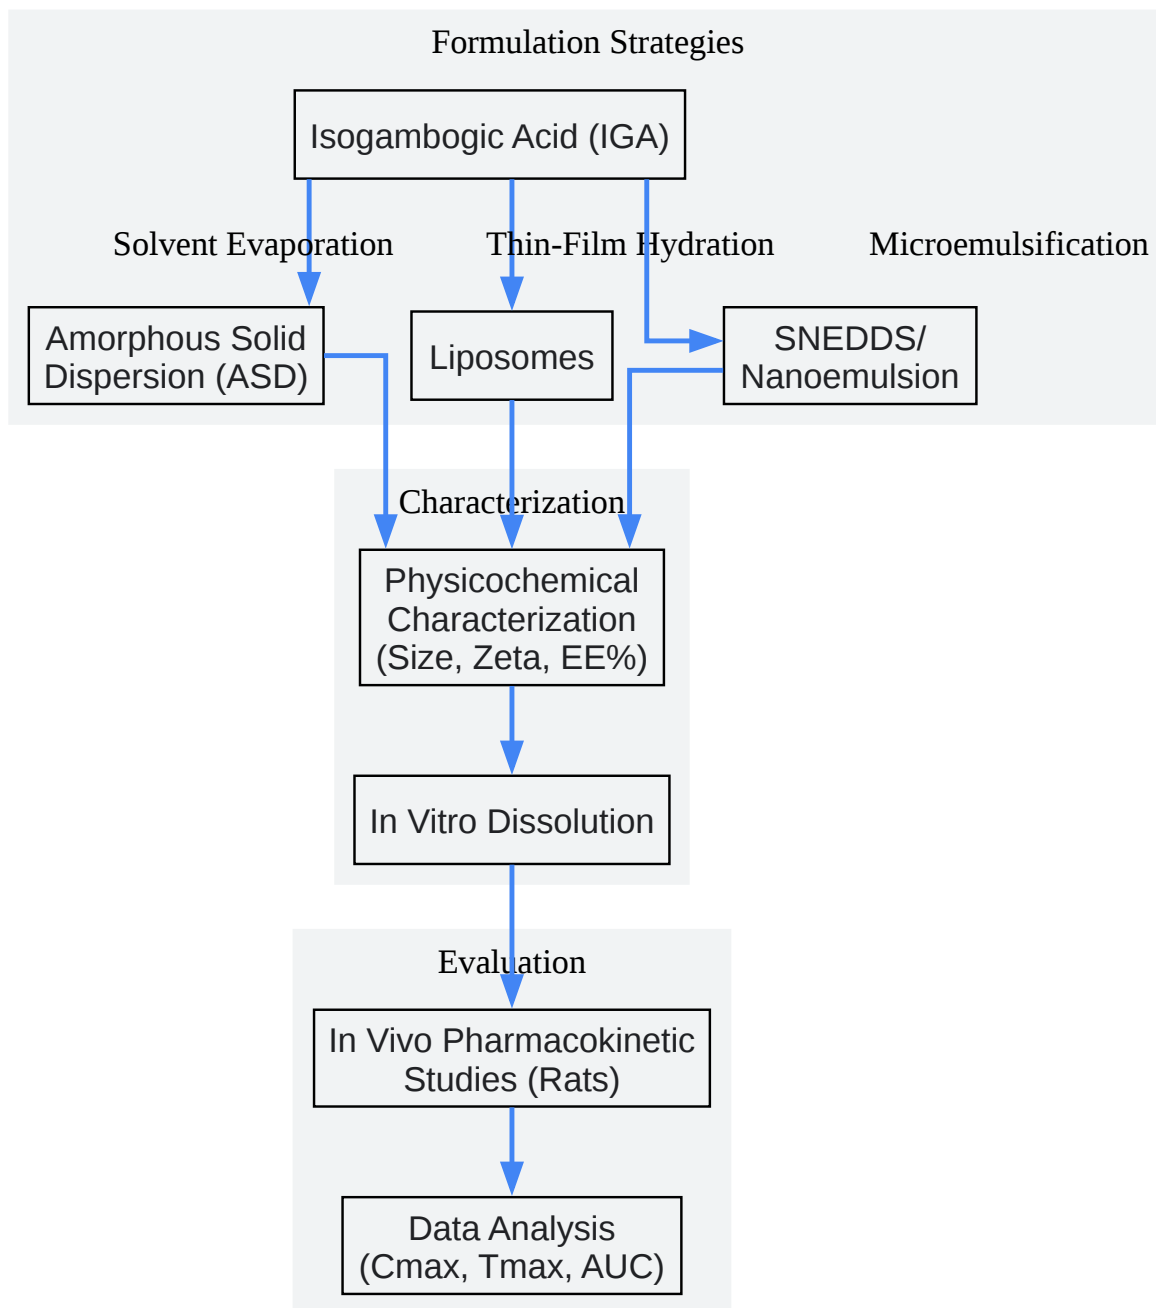 Formulation Strategies
Isogambogic Acid (IGA)
Solvent Evaporation
Thin-Film Hydration
Microemulsification
Amorphous Solid
Dispersion (ASD)
Liposomes
SNEDDS/
Nanoemulsion
Characterization
Physicochemical
Characterization
(Size, Zeta, EE%)
In Vitro Dissolution
Evaluation
In Vivo Pharmacokinetic
Studies (Rats)
Data Analysis
(Cmax, Tmax, AUC)